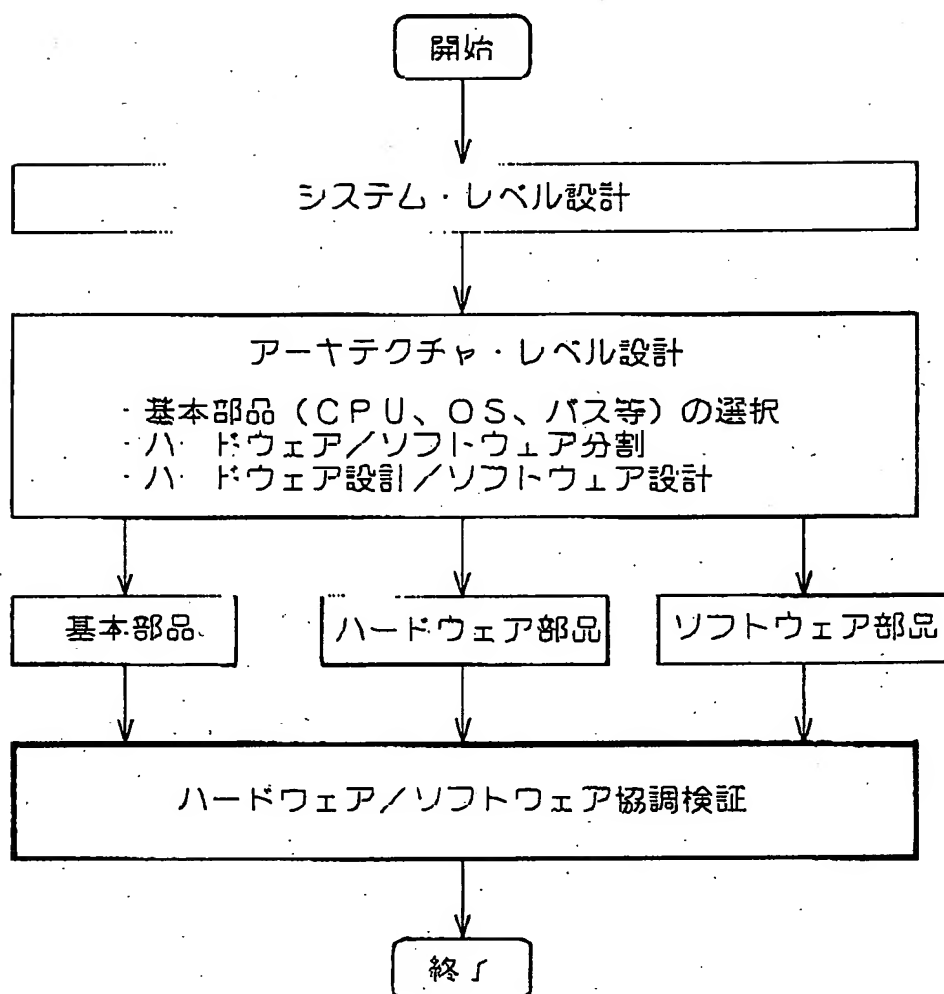 開始
システム・レベル設計
アーキテクチャ・レベル設計
・基本部品（ＣＰＵ、ＯＳ、バス等）の選択
・ハードウェア／ソフトウェア分割
・ハードウェア設計／ソフトウェア設計
基本部品 ハードウェア部品 ソフトウェア部品
ハードウェア／ソフトウェア協調検証
終了